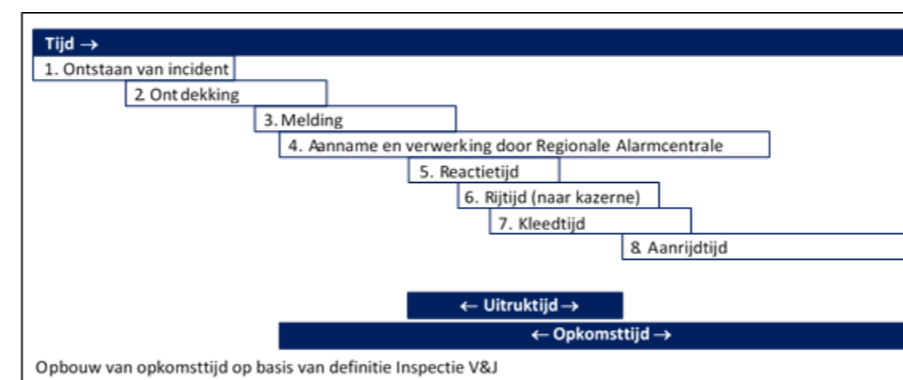 Tijd →
1. Ontstaan van incident
2 Ontdekking
3. Melding
4. Aanname en verwerking door Regionale Alarmcentrale
5. Reactietijd
6. Rijtijd (naar kazerne)
7. Kleedtijd
8 Aanrijdtijd
← Uitruktijd →
← Opkomsttijd →
Opbouw van opkomsttijd op basis van definitie Inspectie V&J